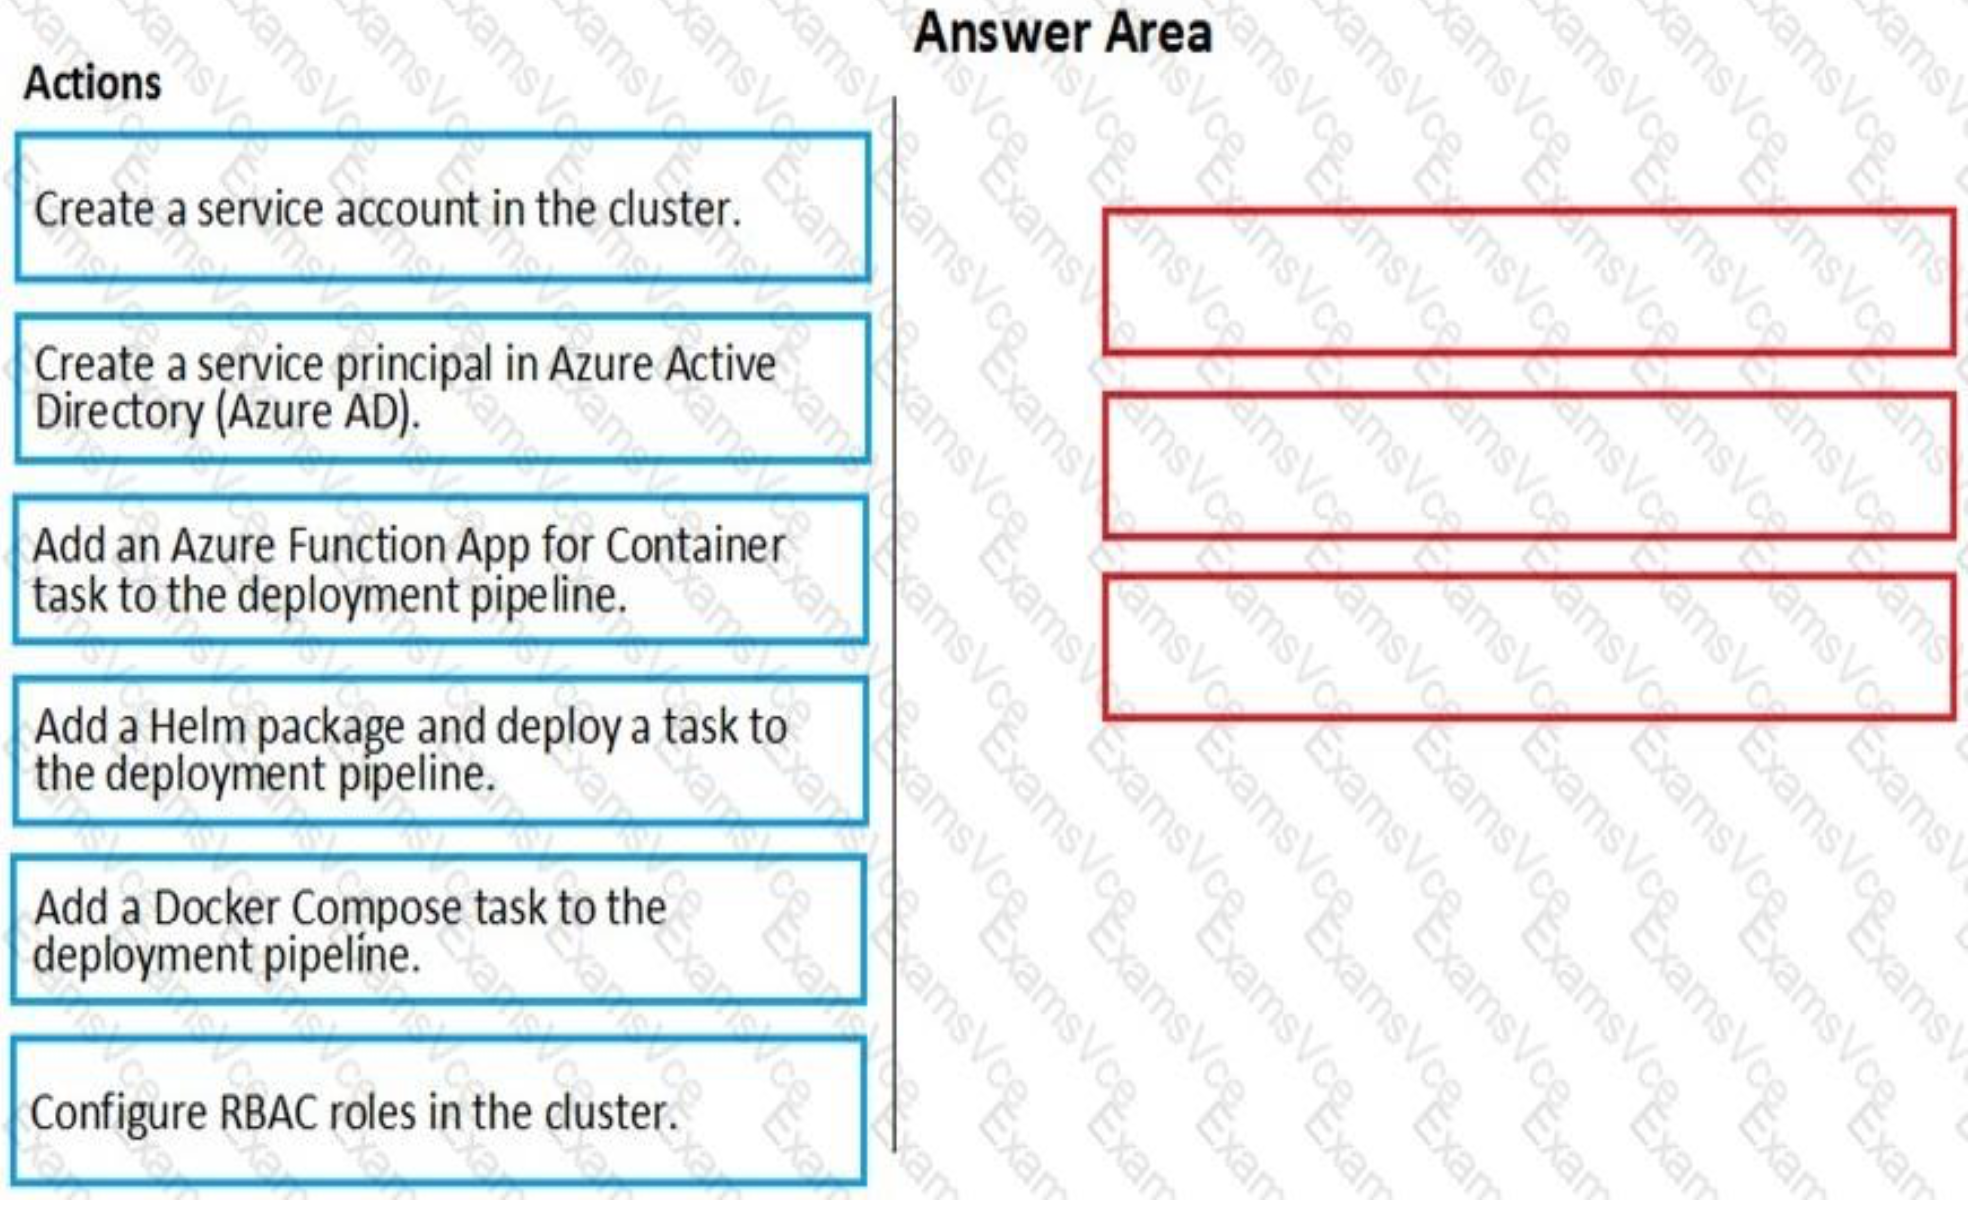 Answer Area
Actions
Create a service account in the cluster.
Create a service principal in Azure Active
Directory (Azure AD).
Add an Azure Function App for Container
task to the deployment pipeline.
Add a Helm package and deploy a task to
the deployment pipeline.
Add a Docker Compose task to the
deployment pipeline.
Configure RBAC roles in the cluster.
ExamsVce